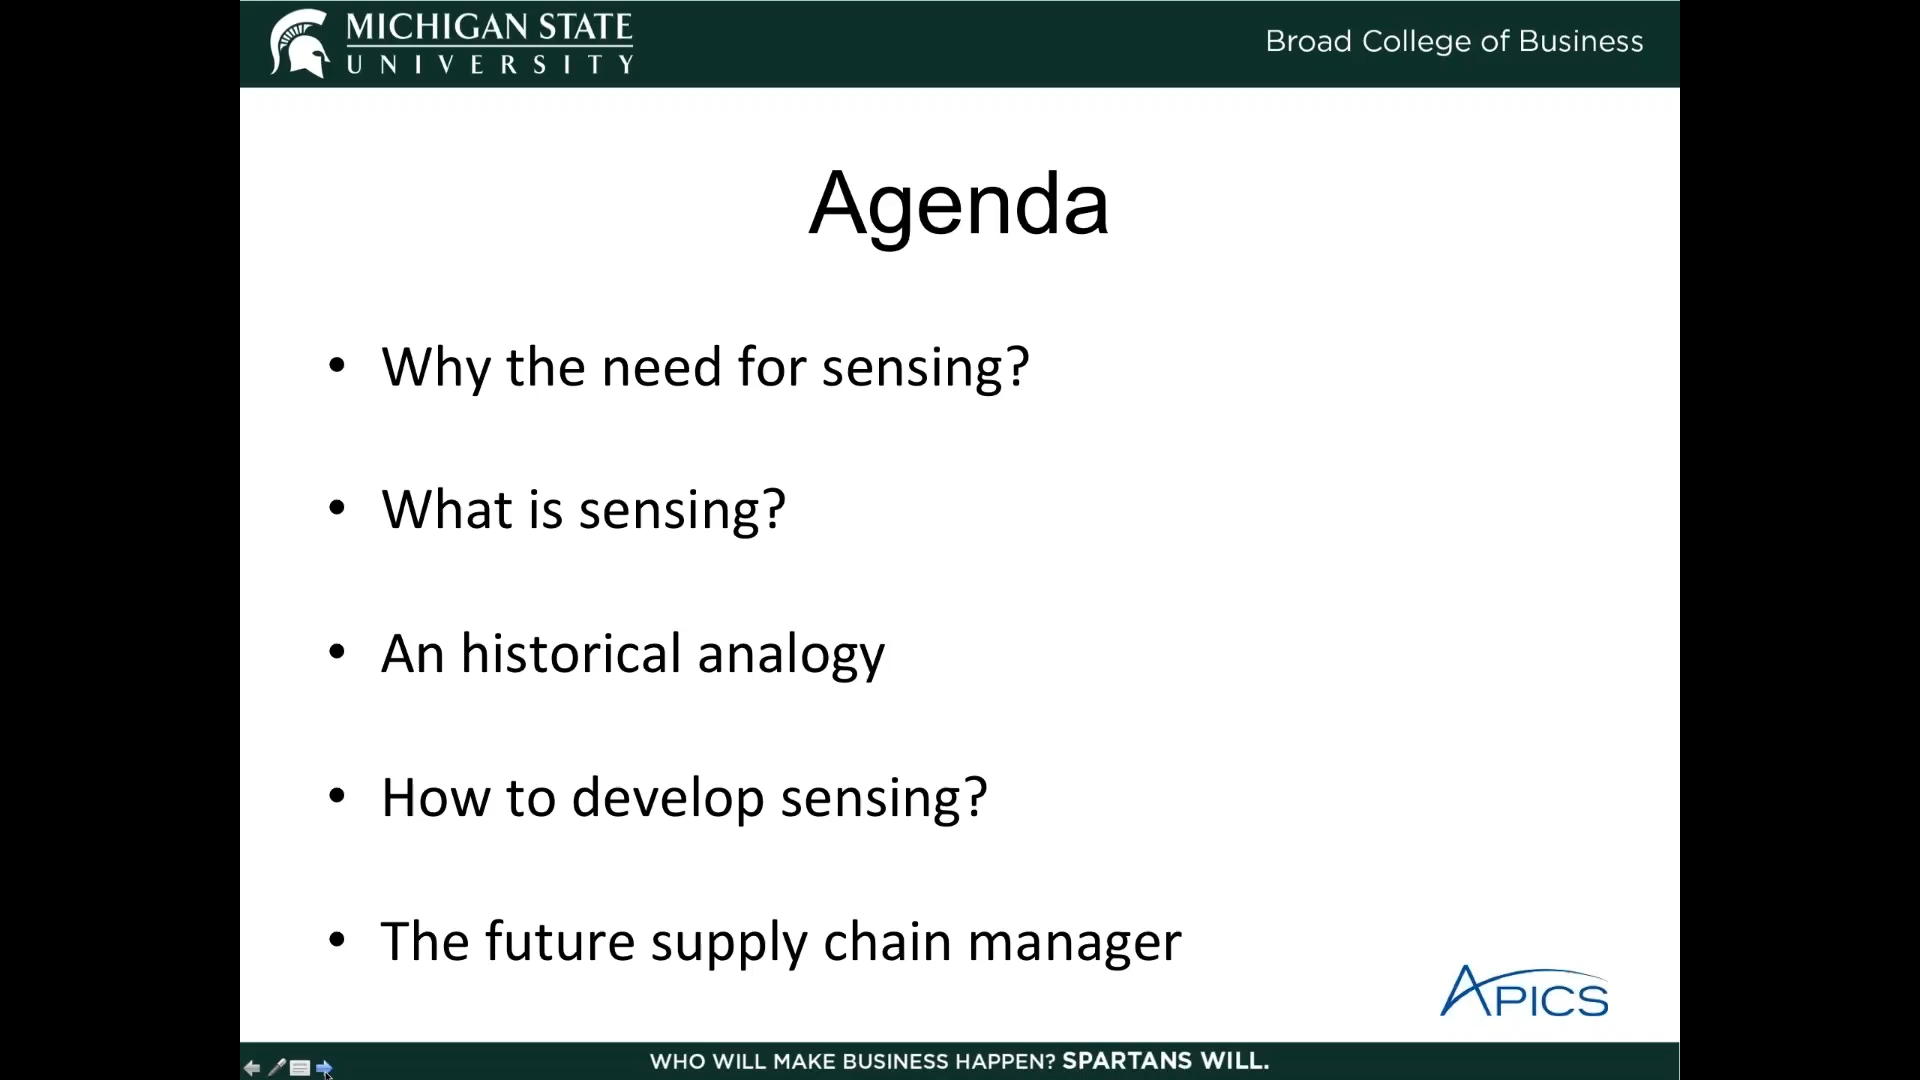 MICHIGAN STATE
UNIVERSITY
Broad College of Business
Agenda
• Why the need for sensing?
• What is sensing?
• An historical analogy
• How to develop sensing?
• The future supply chain manager
APICS
WHO WILL MAKE BUSINESS HAPPEN? SPARTANS WILL.